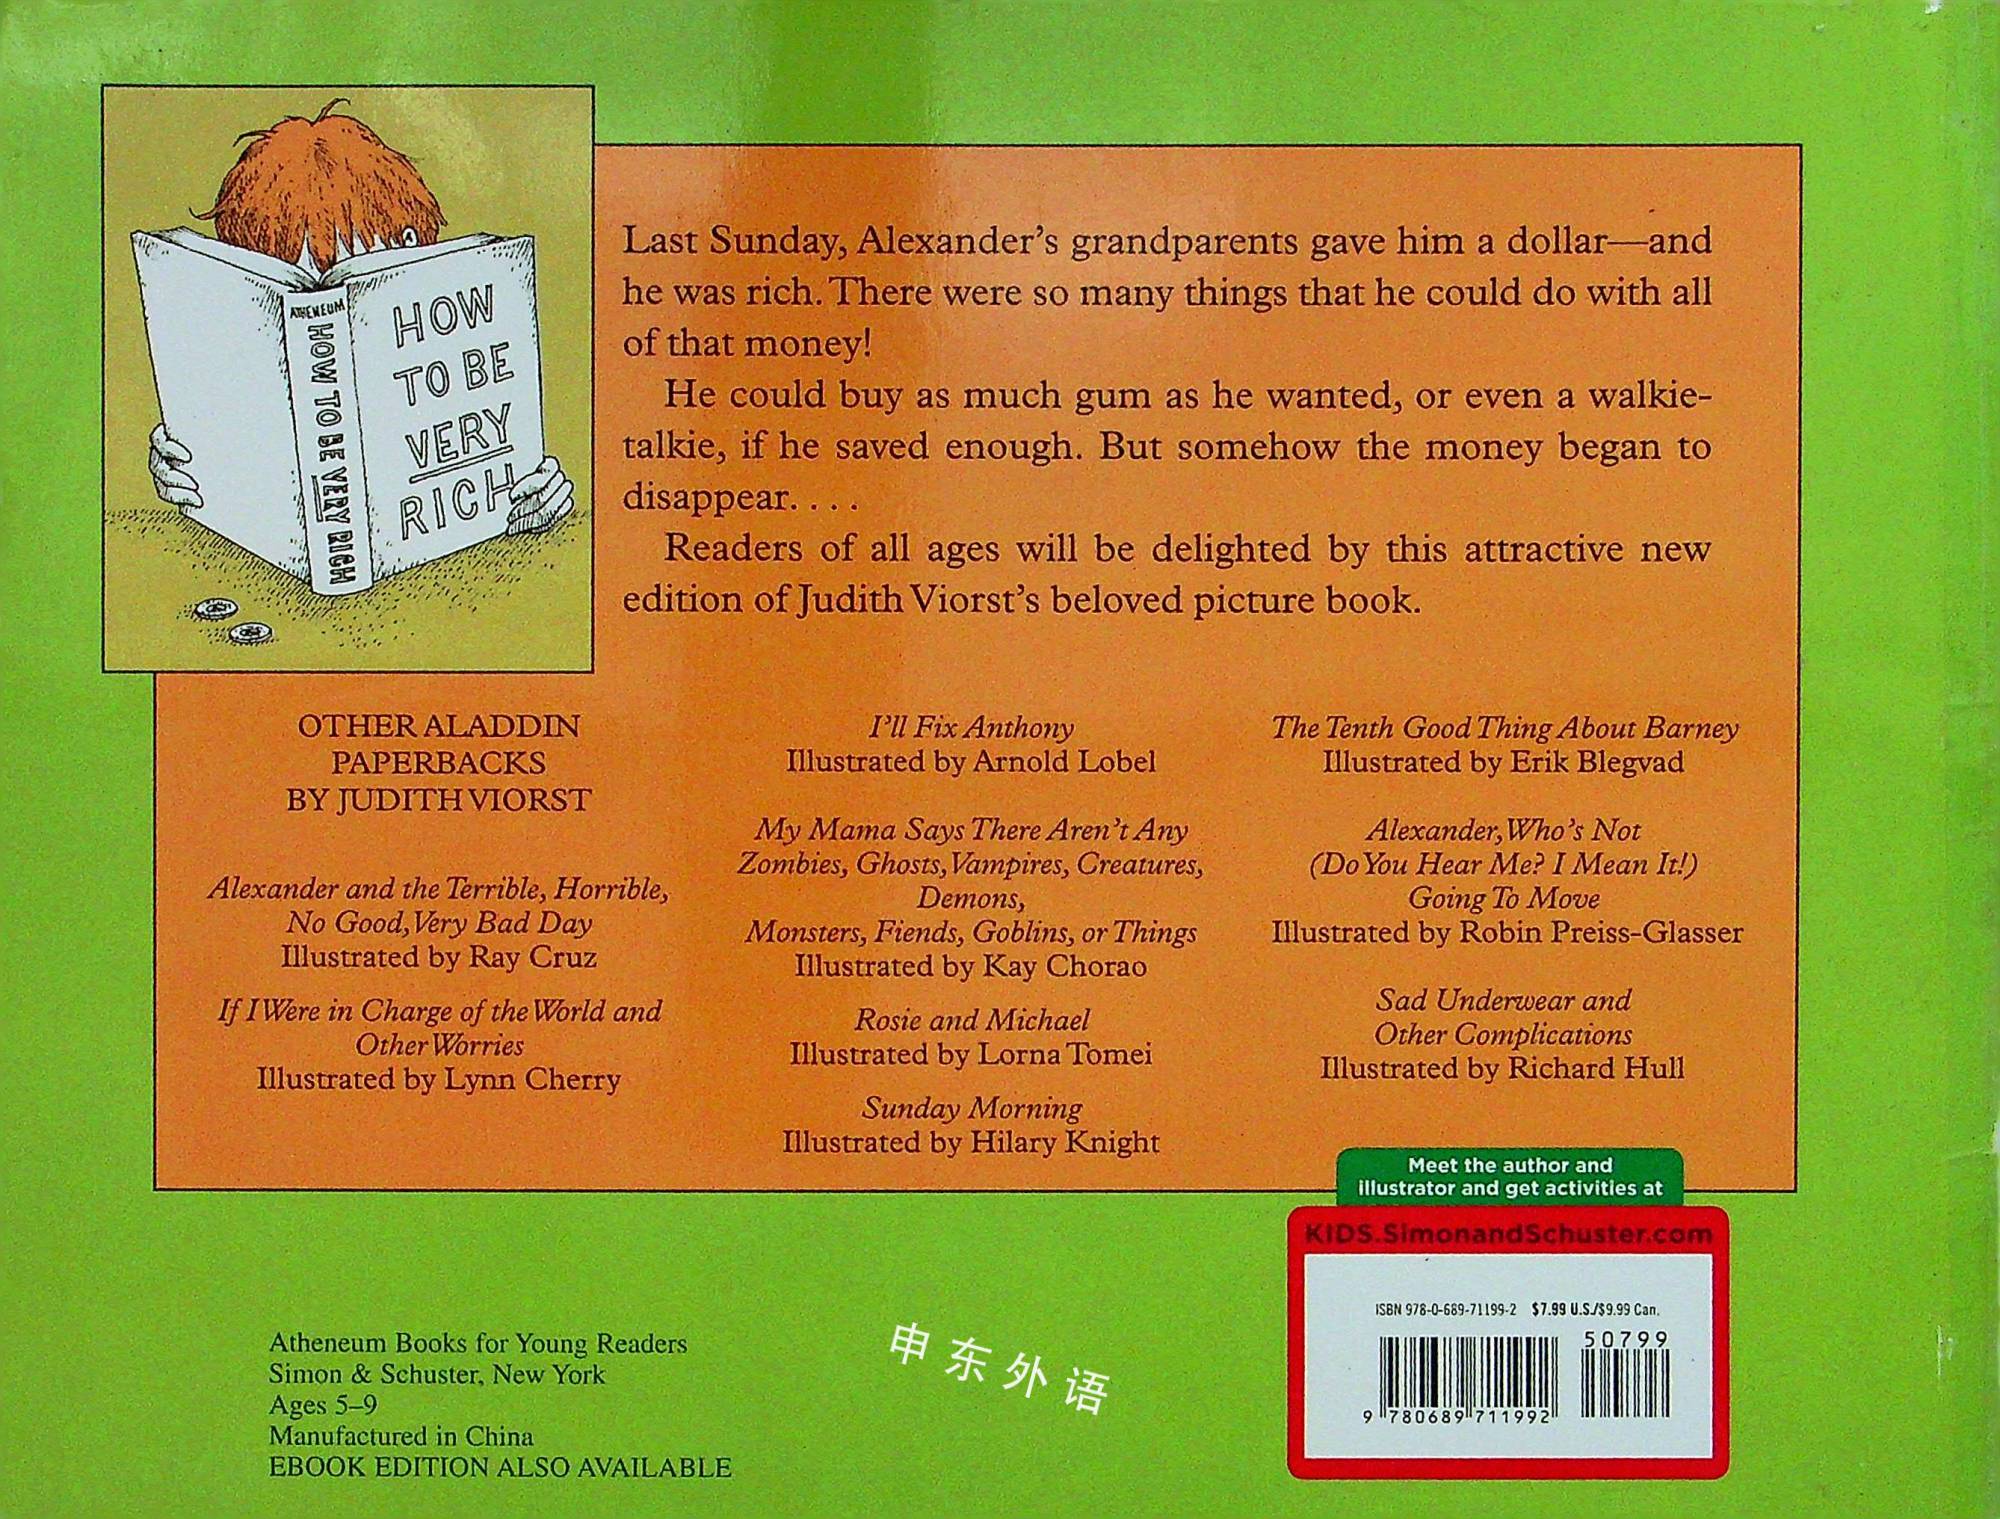 ATHENEUM
HOW TO BE VERY RICH
HOW
TO BE
VERY
RICH
Last Sunday, Alexander's grandparents gave him a dollar—and
he was rich. There were so many things that he could do with all
of that money!
He could buy as much gum as he wanted, or even a walkie-
talkie, if he saved enough. But somehow the money began to
disappear. . . .
Readers of all ages will be delighted by this attractive new
edition of Judith Viorst's beloved picture book.
OTHER ALADDIN
PAPERBACKS
BY JUDITH VIORST
Alexander and the Terrible, Horrible,
No Good, Very Bad Day
Illustrated by Ray Cruz
If I Were in Charge of the World and
Other Worries
Illustrated by Lynn Cherry
I'll Fix Anthony
Illustrated by Arnold Lobel
My Mama Says There Aren't Any
Zombies, Ghosts, Vampires, Creatures,
Demons,
Monsters, Fiends, Goblins, or Things
Illustrated by Kay Chorao
Rosie and Michael
Illustrated by Lorna Tomei
Sunday Morning
Illustrated by Hilary Knight
The Tenth Good Thing About Barney
Illustrated by Erik Blegvad
Alexander, Who's Not
(Do You Hear Me? I Mean It!)
Going To Move
Illustrated by Robin Preiss-Glasser
Sad Underwear and
Other Complications
Illustrated by Richard Hull
Meet the author and
illustrator and get activities at
KIDS.SimonandSchuster.com
ISBN 978-0-689-71199-2 $7.99 U.S./$9.99 Can.
50799
9 780689 711992
Atheneum Books for Young Readers
Simon & Schuster, New York
Ages 5–9
Manufactured in China
EBOOK EDITION ALSO AVAILABLE
申东外语